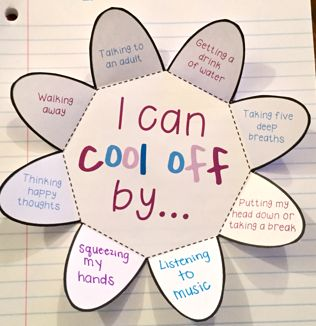 I can
cool off
by...
Talking to
an adult
Getting a
drink
of water
Taking five
deep
breaths
Putting my
head down or
taking a break
Listening
to
music
Squeezing
my
hands
Thinking
happy
thoughts
Walking
away